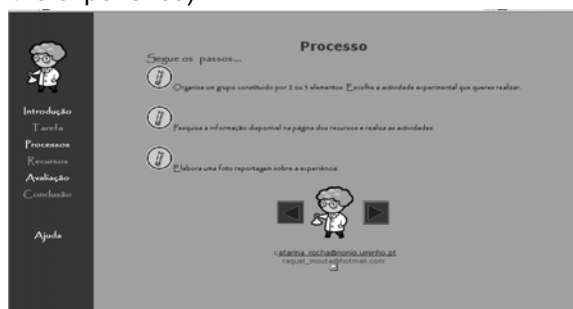 Processo
Segue os passos...
Organiza um grupo constituído por 2 ou 3 elementos. Escolhe a actividade experimental que queres realizar.
Pesquisa a informação disponível na página dos recursos e realiza as actividades.
Elabora uma foto reportagem sobre a experiência.
Introdução
Tarefa
Processos
Recursos
Avaliação
Conclusão
Ajuda
catarina_rocha@nonio.uminho.pt
raquel_mouta@hotmail.com